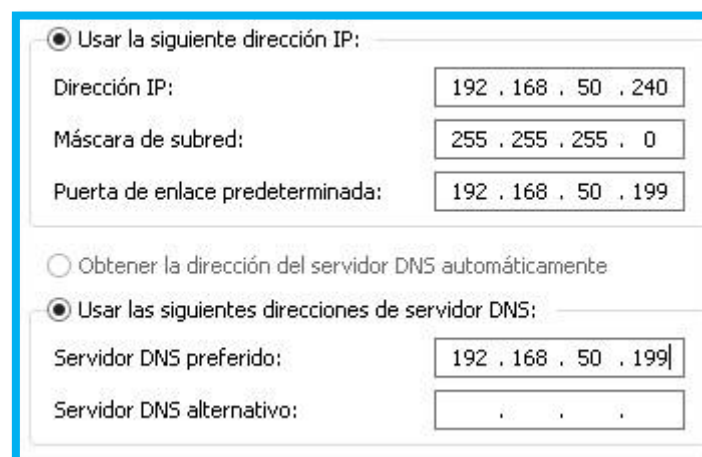 Usar la siguiente dirección IP:
Dirección IP: 192 . 168 . 50 . 240
Máscara de subred: 255 . 255 . 255 . 0
Puerta de enlace predeterminada: 192 . 168 . 50 . 199
Obtener la dirección del servidor DNS automáticamente
Usar las siguientes direcciones de servidor DNS:
Servidor DNS preferido: 192 . 168 . 50 . 199
Servidor DNS alternativo: . . .